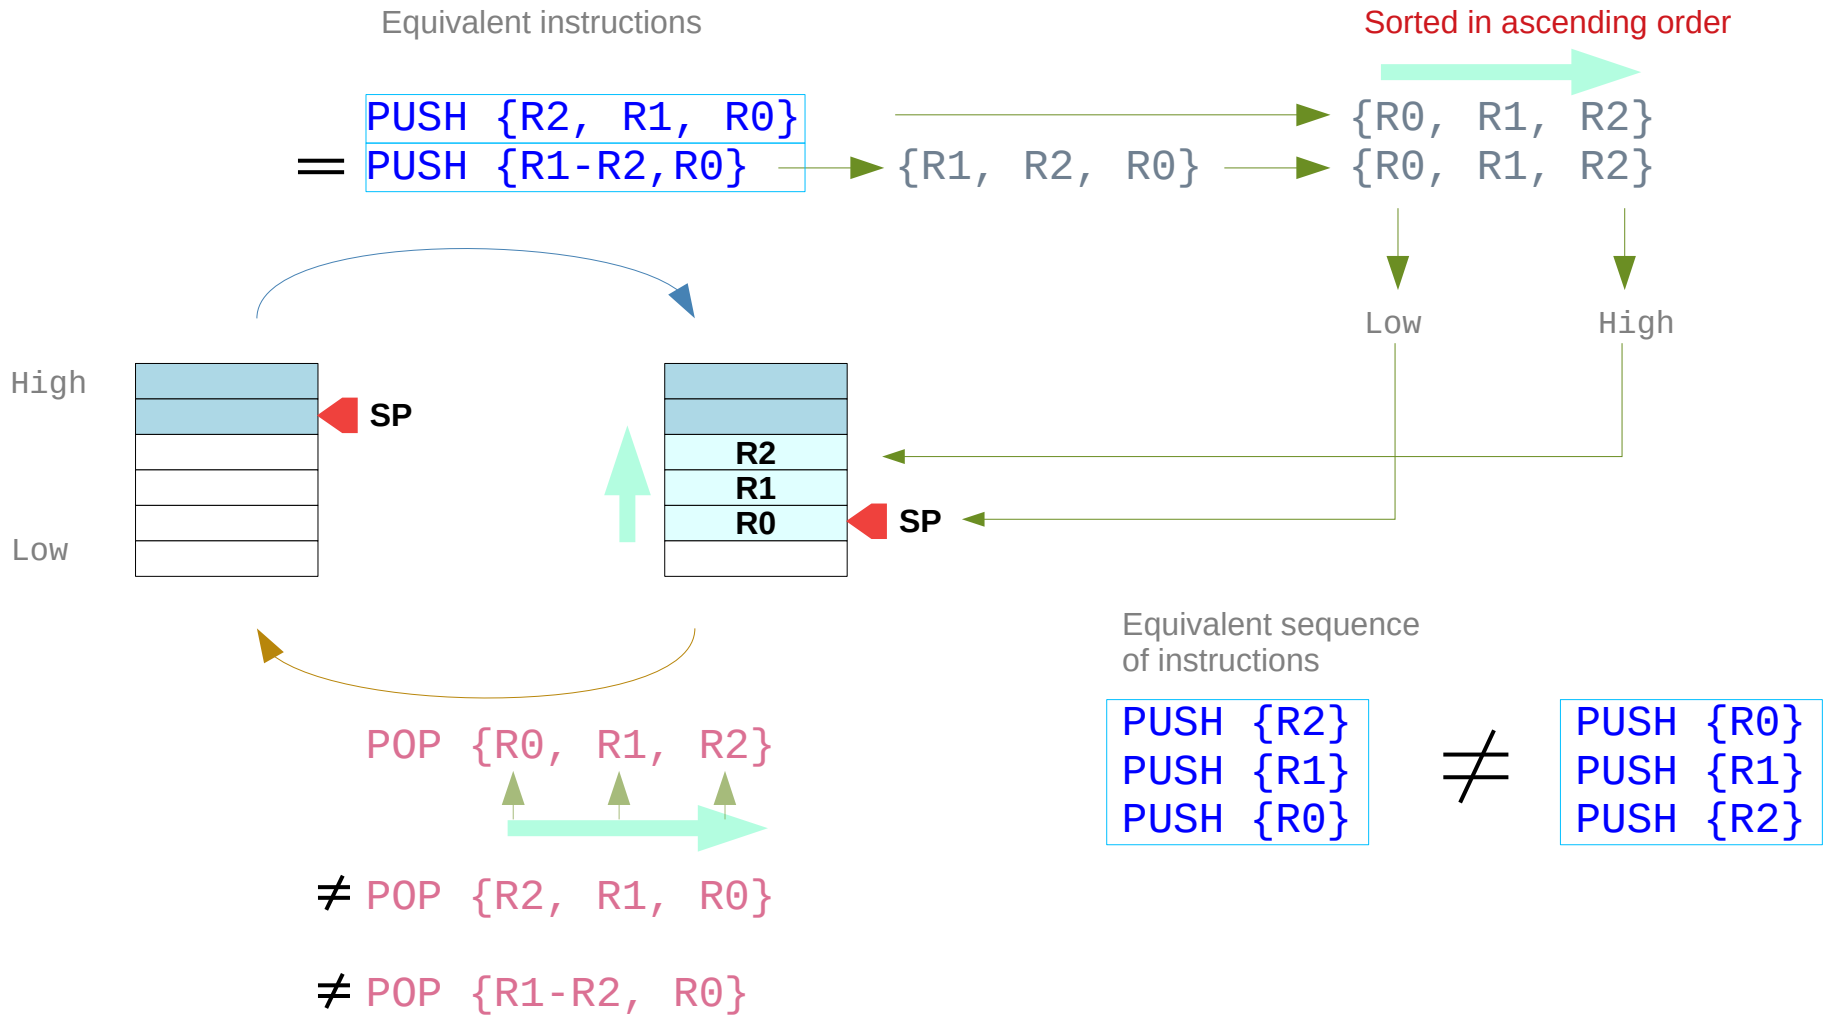 Equivalent instructions
Sorted in ascending order
PUSH {R2, R1, R0}
{R0, R1, R2}
= PUSH {R1-R2,R0}
{R1, R2, R0}
{R0, R1, R2}
Low
High
High
SP
R2
R1
R0
SP
Low
Equivalent sequence
of instructions
PUSH {R2}
PUSH {R1}
PUSH {R0}
≠
PUSH {R0}
PUSH {R1}
PUSH {R2}
POP {R0, R1, R2}
≠ POP {R2, R1, R0}
≠ POP {R1-R2, R0}